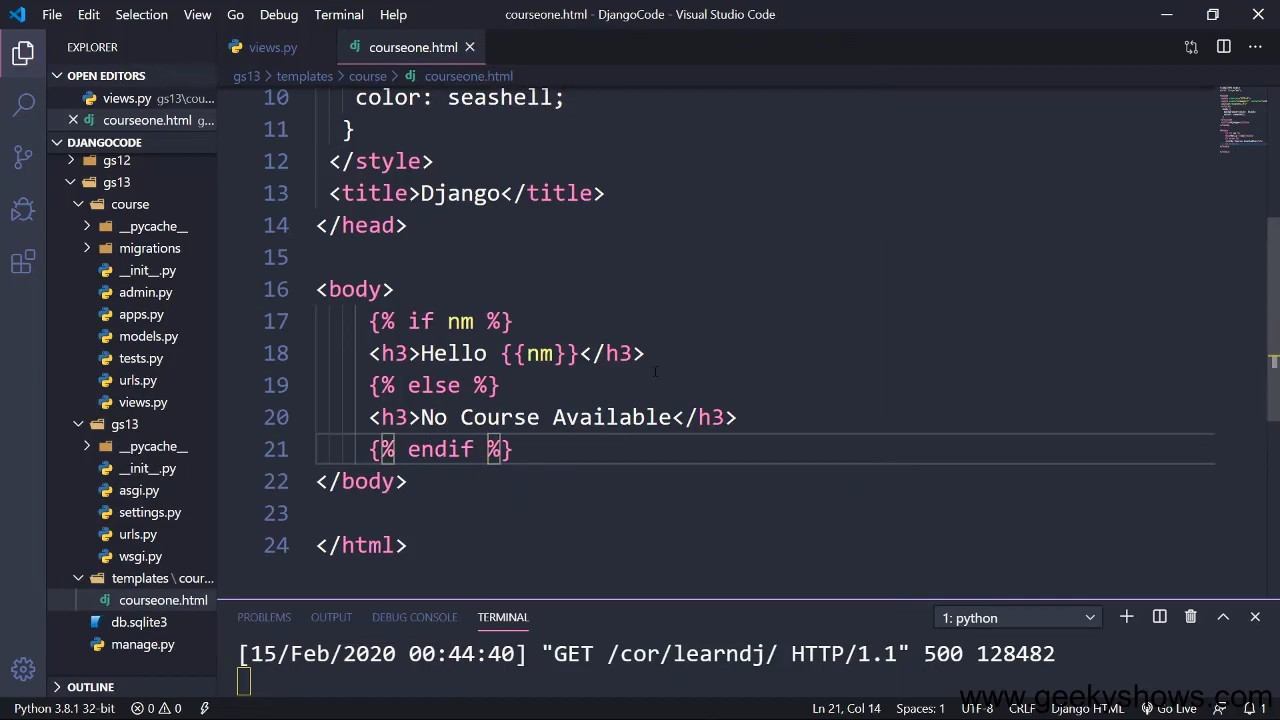 File Edit Selection View Go Debug Terminal Help courseone.html - DjangoCode - Visual Studio Code
EXPLORER
views.py
courseone.html
gs13 > templates > course > courseone.html
OPEN EDITORS
views.py gs13\cou...
courseone.html g...
DJANGOCODE
gs12
gs13
course
__pycache__
migrations
__init__.py
admin.py
apps.py
models.py
tests.py
urls.py
views.py
gs13
__pycache__
__init__.py
asgi.py
settings.py
urls.py
wsgi.py
templates \ cour...
courseone.html
db.sqlite3
manage.py
OUTLINE
10 color: seashell;
11 }
12 </style>
13 <title>Django</title>
14 </head>
15
16 <body>
17 {% if nm %}
18 <h3>Hello {{nm}}</h3>
19 {% else %}
20 <h3>No Course Available</h3>
21 {% endif %}
22 </body>
23
24 </html>
PROBLEMS OUTPUT DEBUG CONSOLE TERMINAL 1: python
[15/Feb/2020 00:44:40] "GET /cor/learndj/ HTTP/1.1" 500 128482
www.geekyshows.com
Python 3.8.1 32-bit 0 0 Ln 21, Col 14 Spaces: 1 UTF-8 CRLF Django HTML Go Live 1